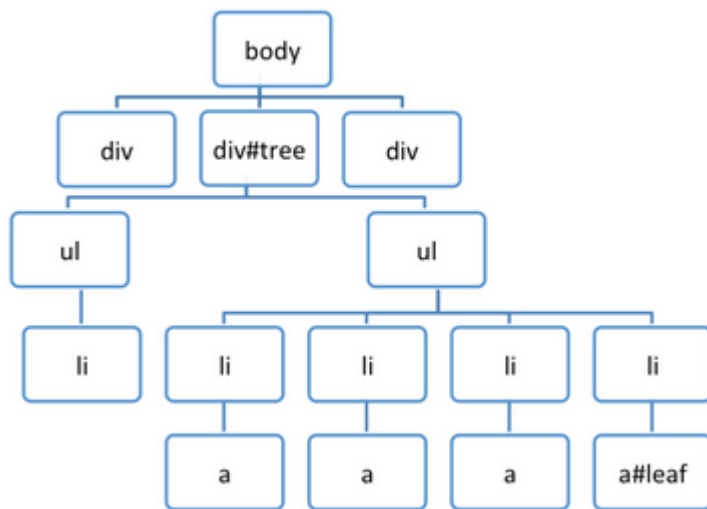 body
div div#tree div
ul ul
li li li li li
a a a a#leaf